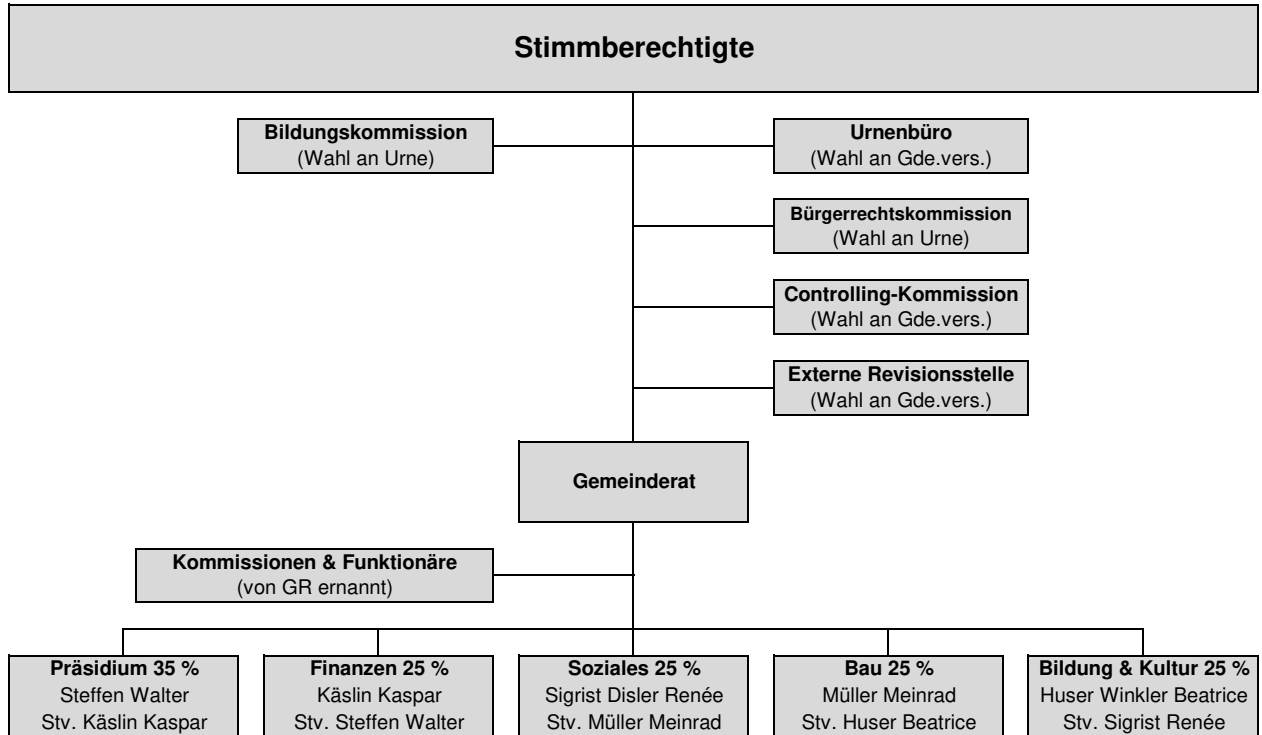 Stimmberechtigte
Bildungskommission
(Wahl an Urne)
Urnenbüro
(Wahl an Gde.vers.)
Bürgerrechtskommission
(Wahl an Urne)
Controlling-Kommission
(Wahl an Gde.vers.)
Externe Revisionsstelle
(Wahl an Gde.vers.)
Gemeinderat
Kommissionen & Funktionäre
(von GR ernannt)
Präsidium 35 %
Steffen Walter
Stv. Käslin Kaspar
Finanzen 25 %
Käslin Kaspar
Stv. Steffen Walter
Soziales 25 %
Sigrist Disler Renée
Stv. Müller Meinrad
Bau 25 %
Müller Meinrad
Stv. Huser Beatrice
Bildung & Kultur 25 %
Huser Winkler Beatrice
Stv. Sigrist Renée